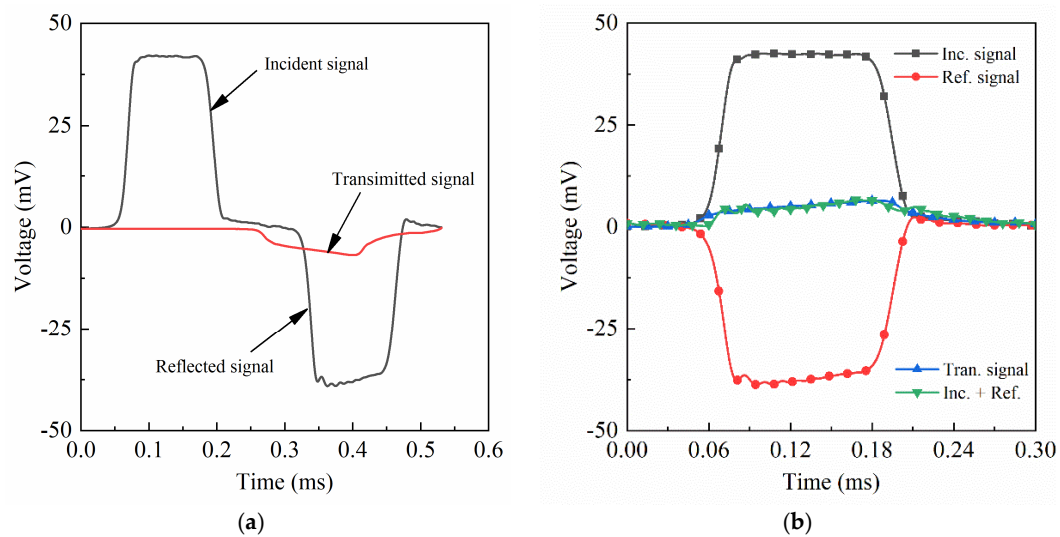 50
25
0
-25
-50
0.0 0.1 0.2 0.3 0.4 0.5 0.6
Voltage (mV)
Time (ms)
Incident signal
Transimitted signal
Reflected signal
(a)
50
25
0
-25
-50
0.00 0.06 0.12 0.18 0.24 0.30
Voltage (mV)
Time (ms)
Inc. signal
Ref. signal
Tran. signal
Inc. + Ref.
(b)